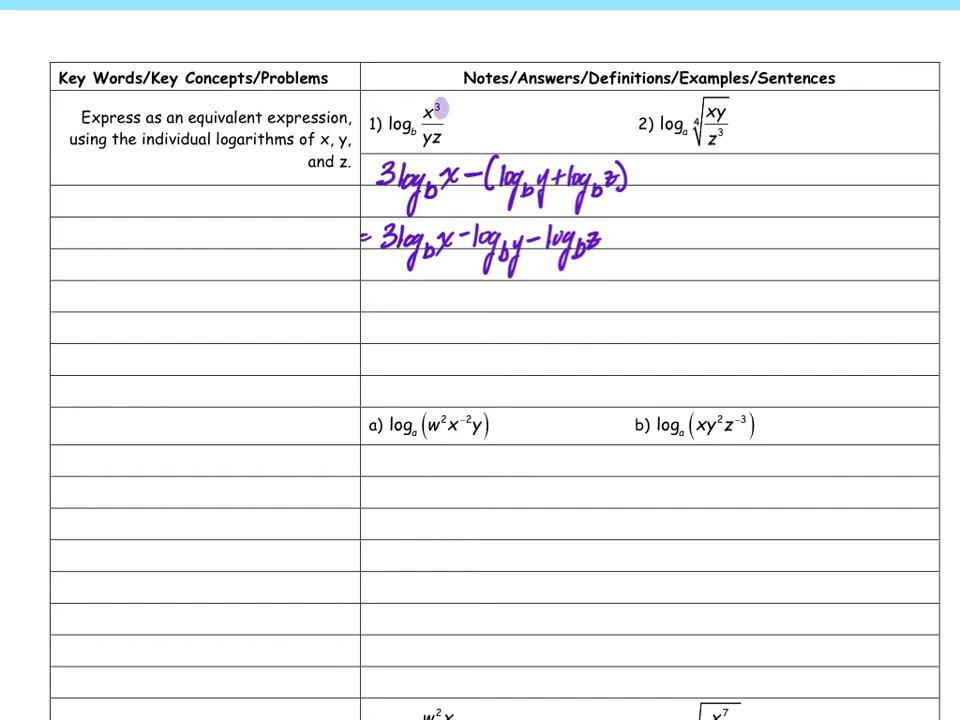 Key Words/Key Concepts/Problems Notes/Answers/Definitions/Examples/Sentences
Express as an equivalent expression,
using the individual logarithms of x, y,
and z.
1) log_b x³/yz 2) log_a ⁴√(xy/z³)
3log_b x - (log_b y + log_b z)
= 3log_b x - log_b y - log_b z
a) log_a (w²x⁻²y) b) log_a (xy²z⁻³)
w²x x⁷